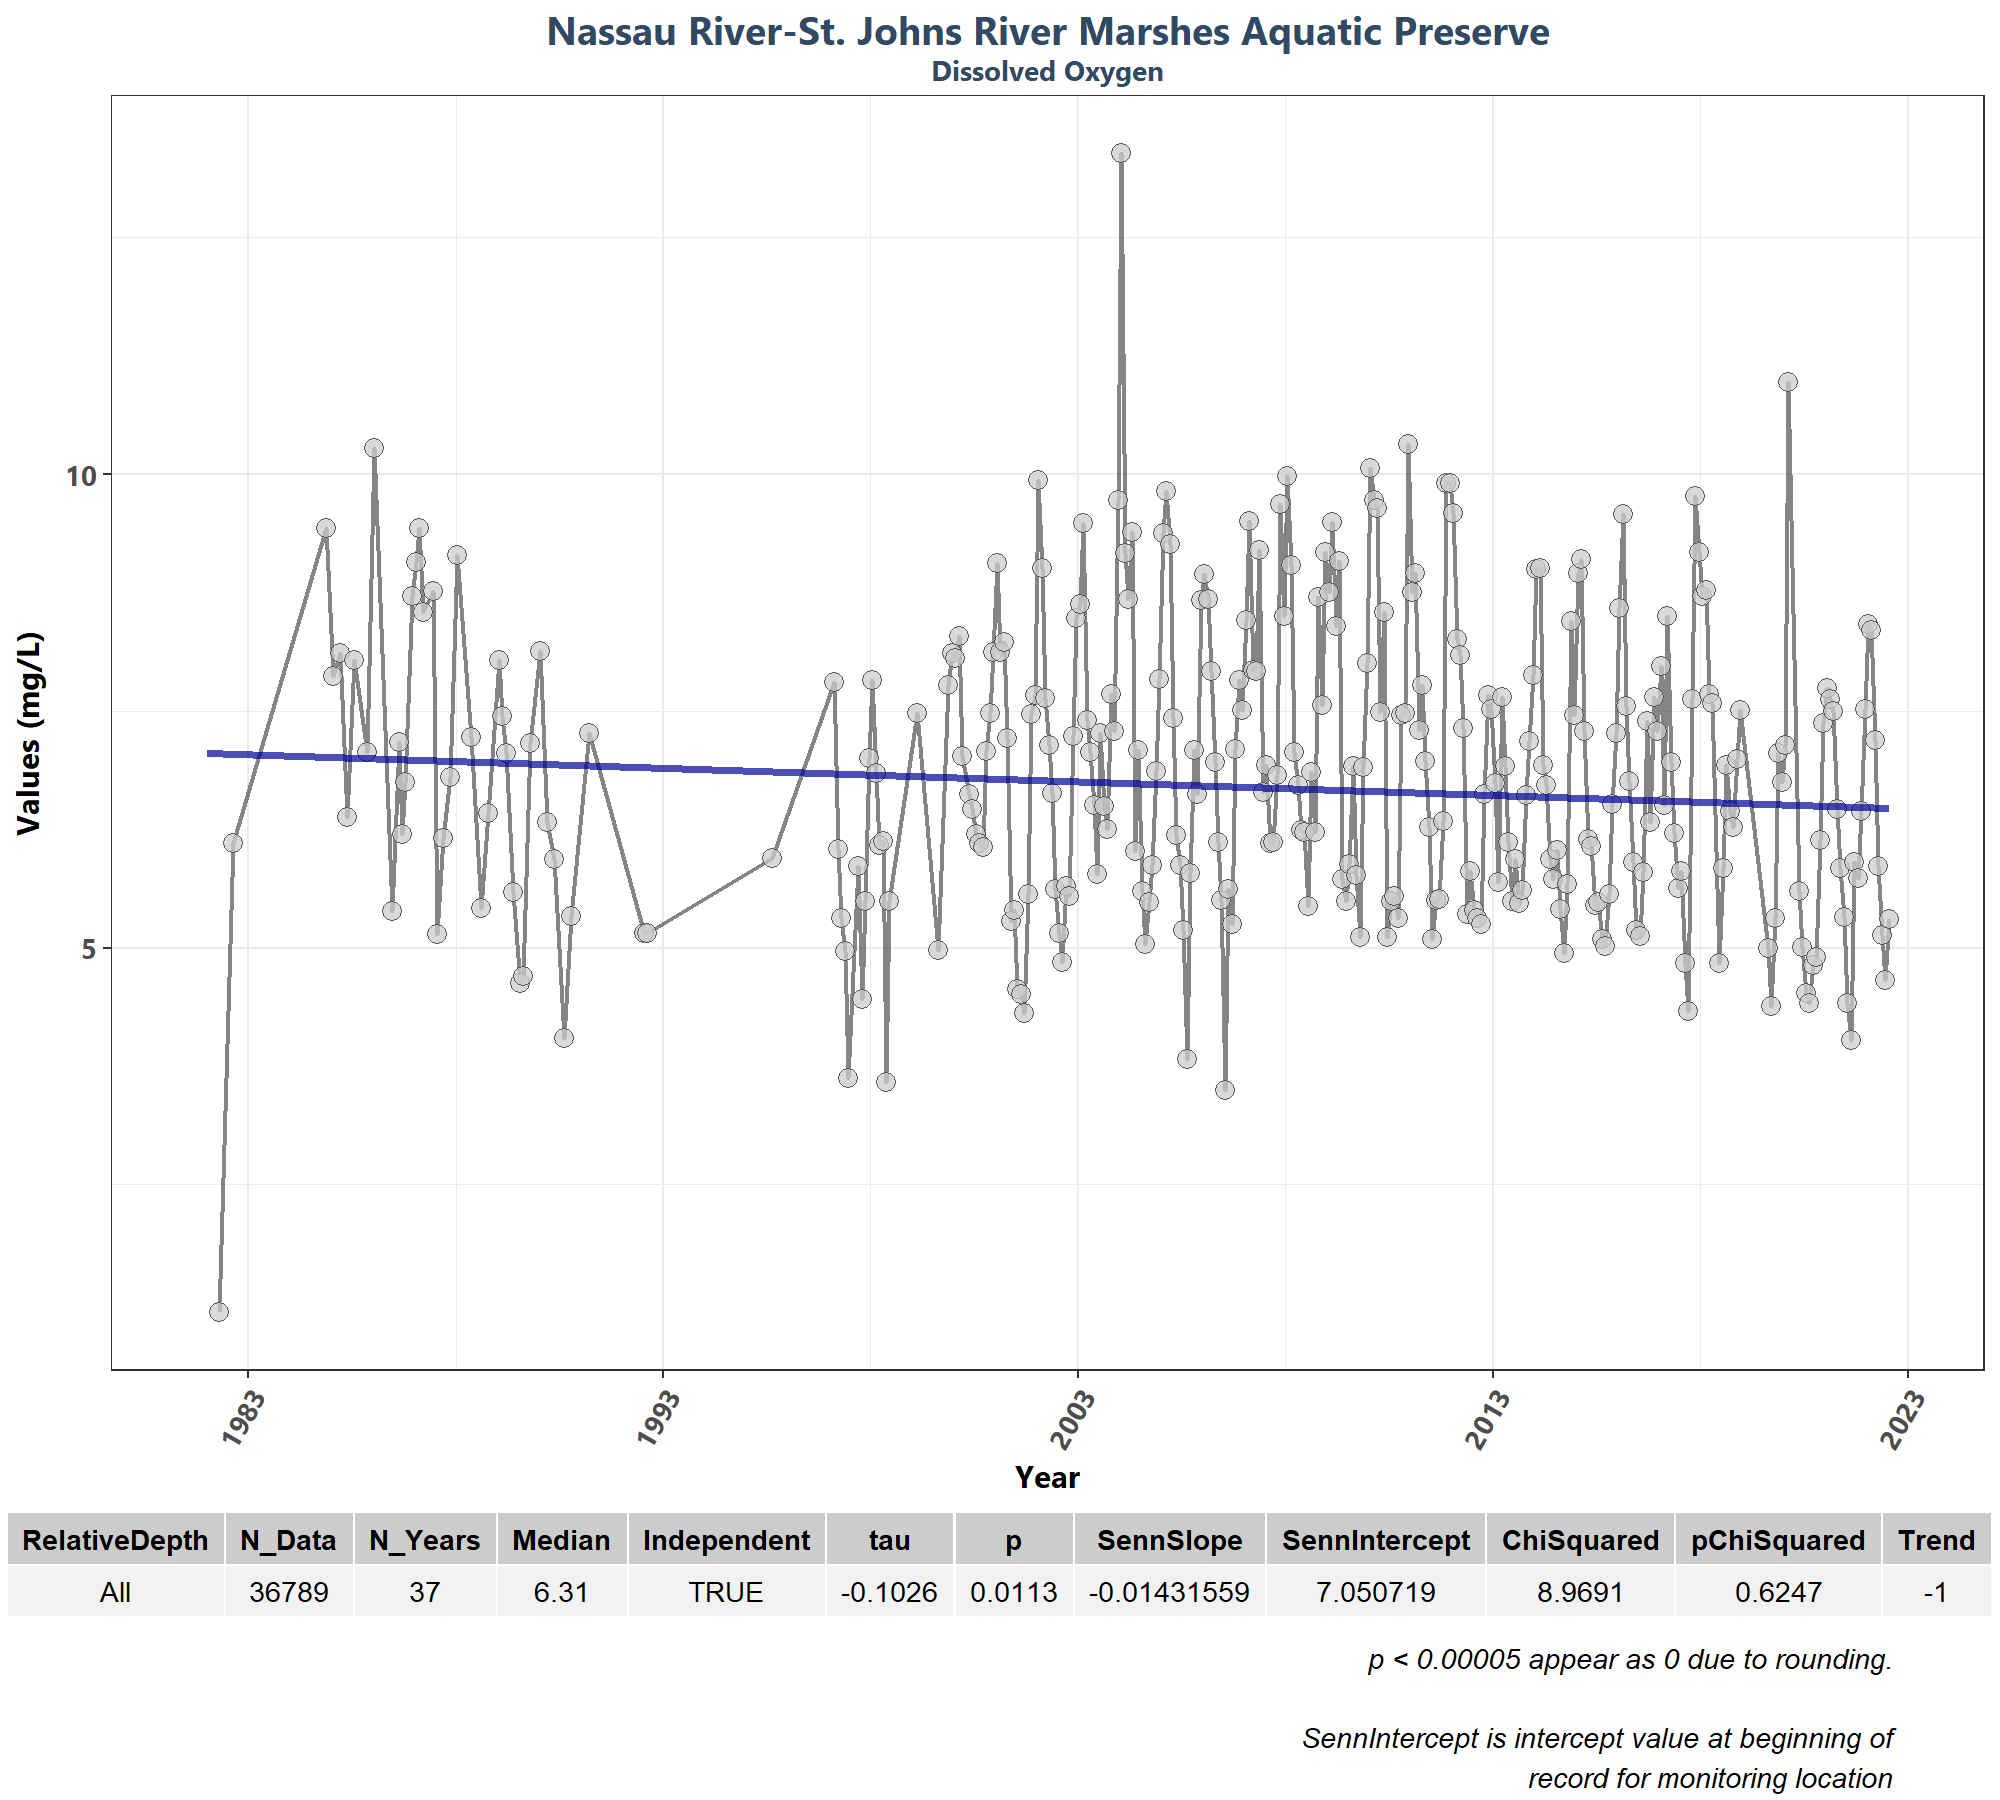 Nassau River-St. Johns River Marshes Aquatic Preserve
Dissolved Oxygen
Values (mg/L)
10
5
1983
1993
2003
2013
2023
Year
RelativeDepth N_Data N_Years Median Independent tau p SennSlope SennIntercept ChiSquared pChiSquared Trend
All 36789 37 6.31 TRUE -0.1026 0.0113 -0.01431559 7.050719 8.9691 0.6247 -1
p < 0.00005 appear as 0 due to rounding.
SennIntercept is intercept value at beginning of
record for monitoring location